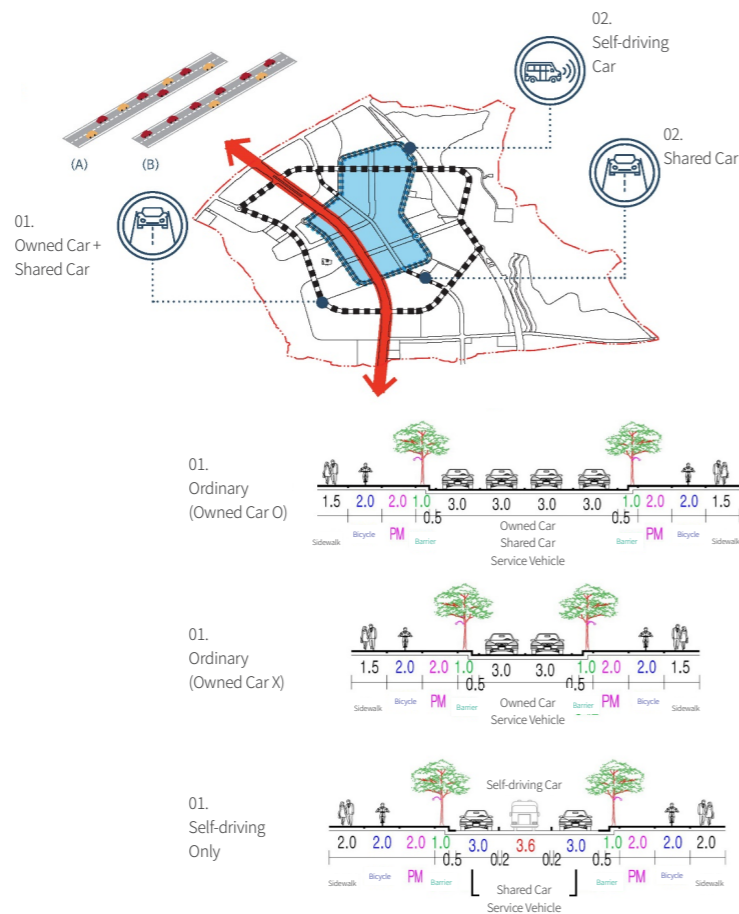 02.
Self-driving
Car
(A)
(B)
02.
Shared Car
01.
Owned Car +
Shared Car
01.
Ordinary
(Owned Car O)
1.5 2.0 2.0 1.0 3.0 3.0 3.0 3.0 1.0 2.0 2.0 1.5
0.5 0.5
Sidewalk Bicycle PM Barrier Owned Car Barrier PM Bicycle Sidewalk
Shared Car
Service Vehicle
01.
Ordinary
(Owned Car X)
1.5 2.0 2.0 1.0 3.0 3.0 1.0 2.0 2.0 1.5
0.5 0.5
Sidewalk Bicycle PM Barrier Owned Car Barrier PM Bicycle Sidewalk
Service Vehicle
01.
Self-driving
Only
Self-driving Car
2.0 2.0 2.0 1.0 3.0 3.6 3.0 1.0 2.0 2.0 2.0
0.5 0.2 0.2 0.5
Sidewalk Bicycle PM Barrier Shared Car Barrier PM Bicycle Sidewalk
Service Vehicle